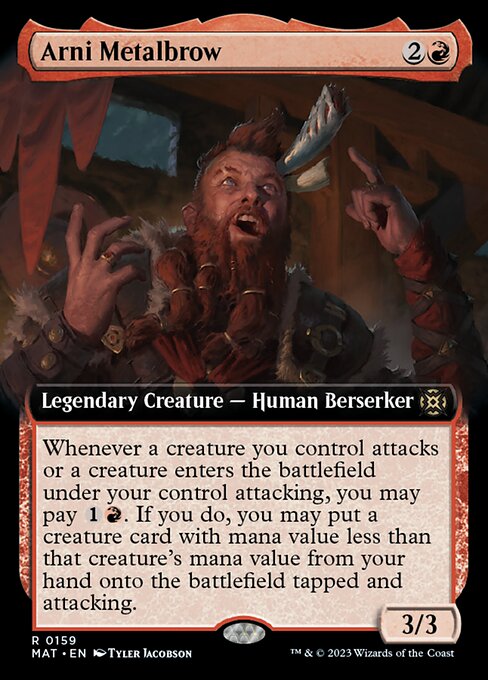 Arni Metalbrow 2
Legendary Creature — Human Berserker
Whenever a creature you control attacks
or a creature enters the battlefield
under your control attacking, you may
pay 1 . If you do, you may put a
creature card with mana value less than
that creature's mana value from your
hand onto the battlefield tapped and
attacking.
3/3
R 0159
MAT • EN Tyler Jacobson
™ & © 2023 Wizards of the Coast